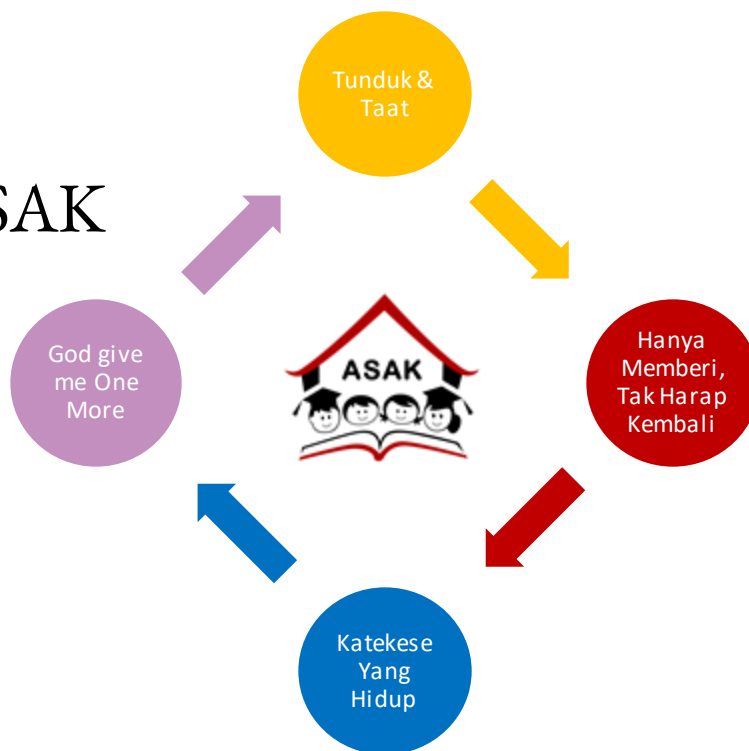 Tunduk &
Taat
SAK
God give
me One
More
ASAK
Hanya
Memberi,
Tak Harap
Kembali
Katekese
Yang
Hidup